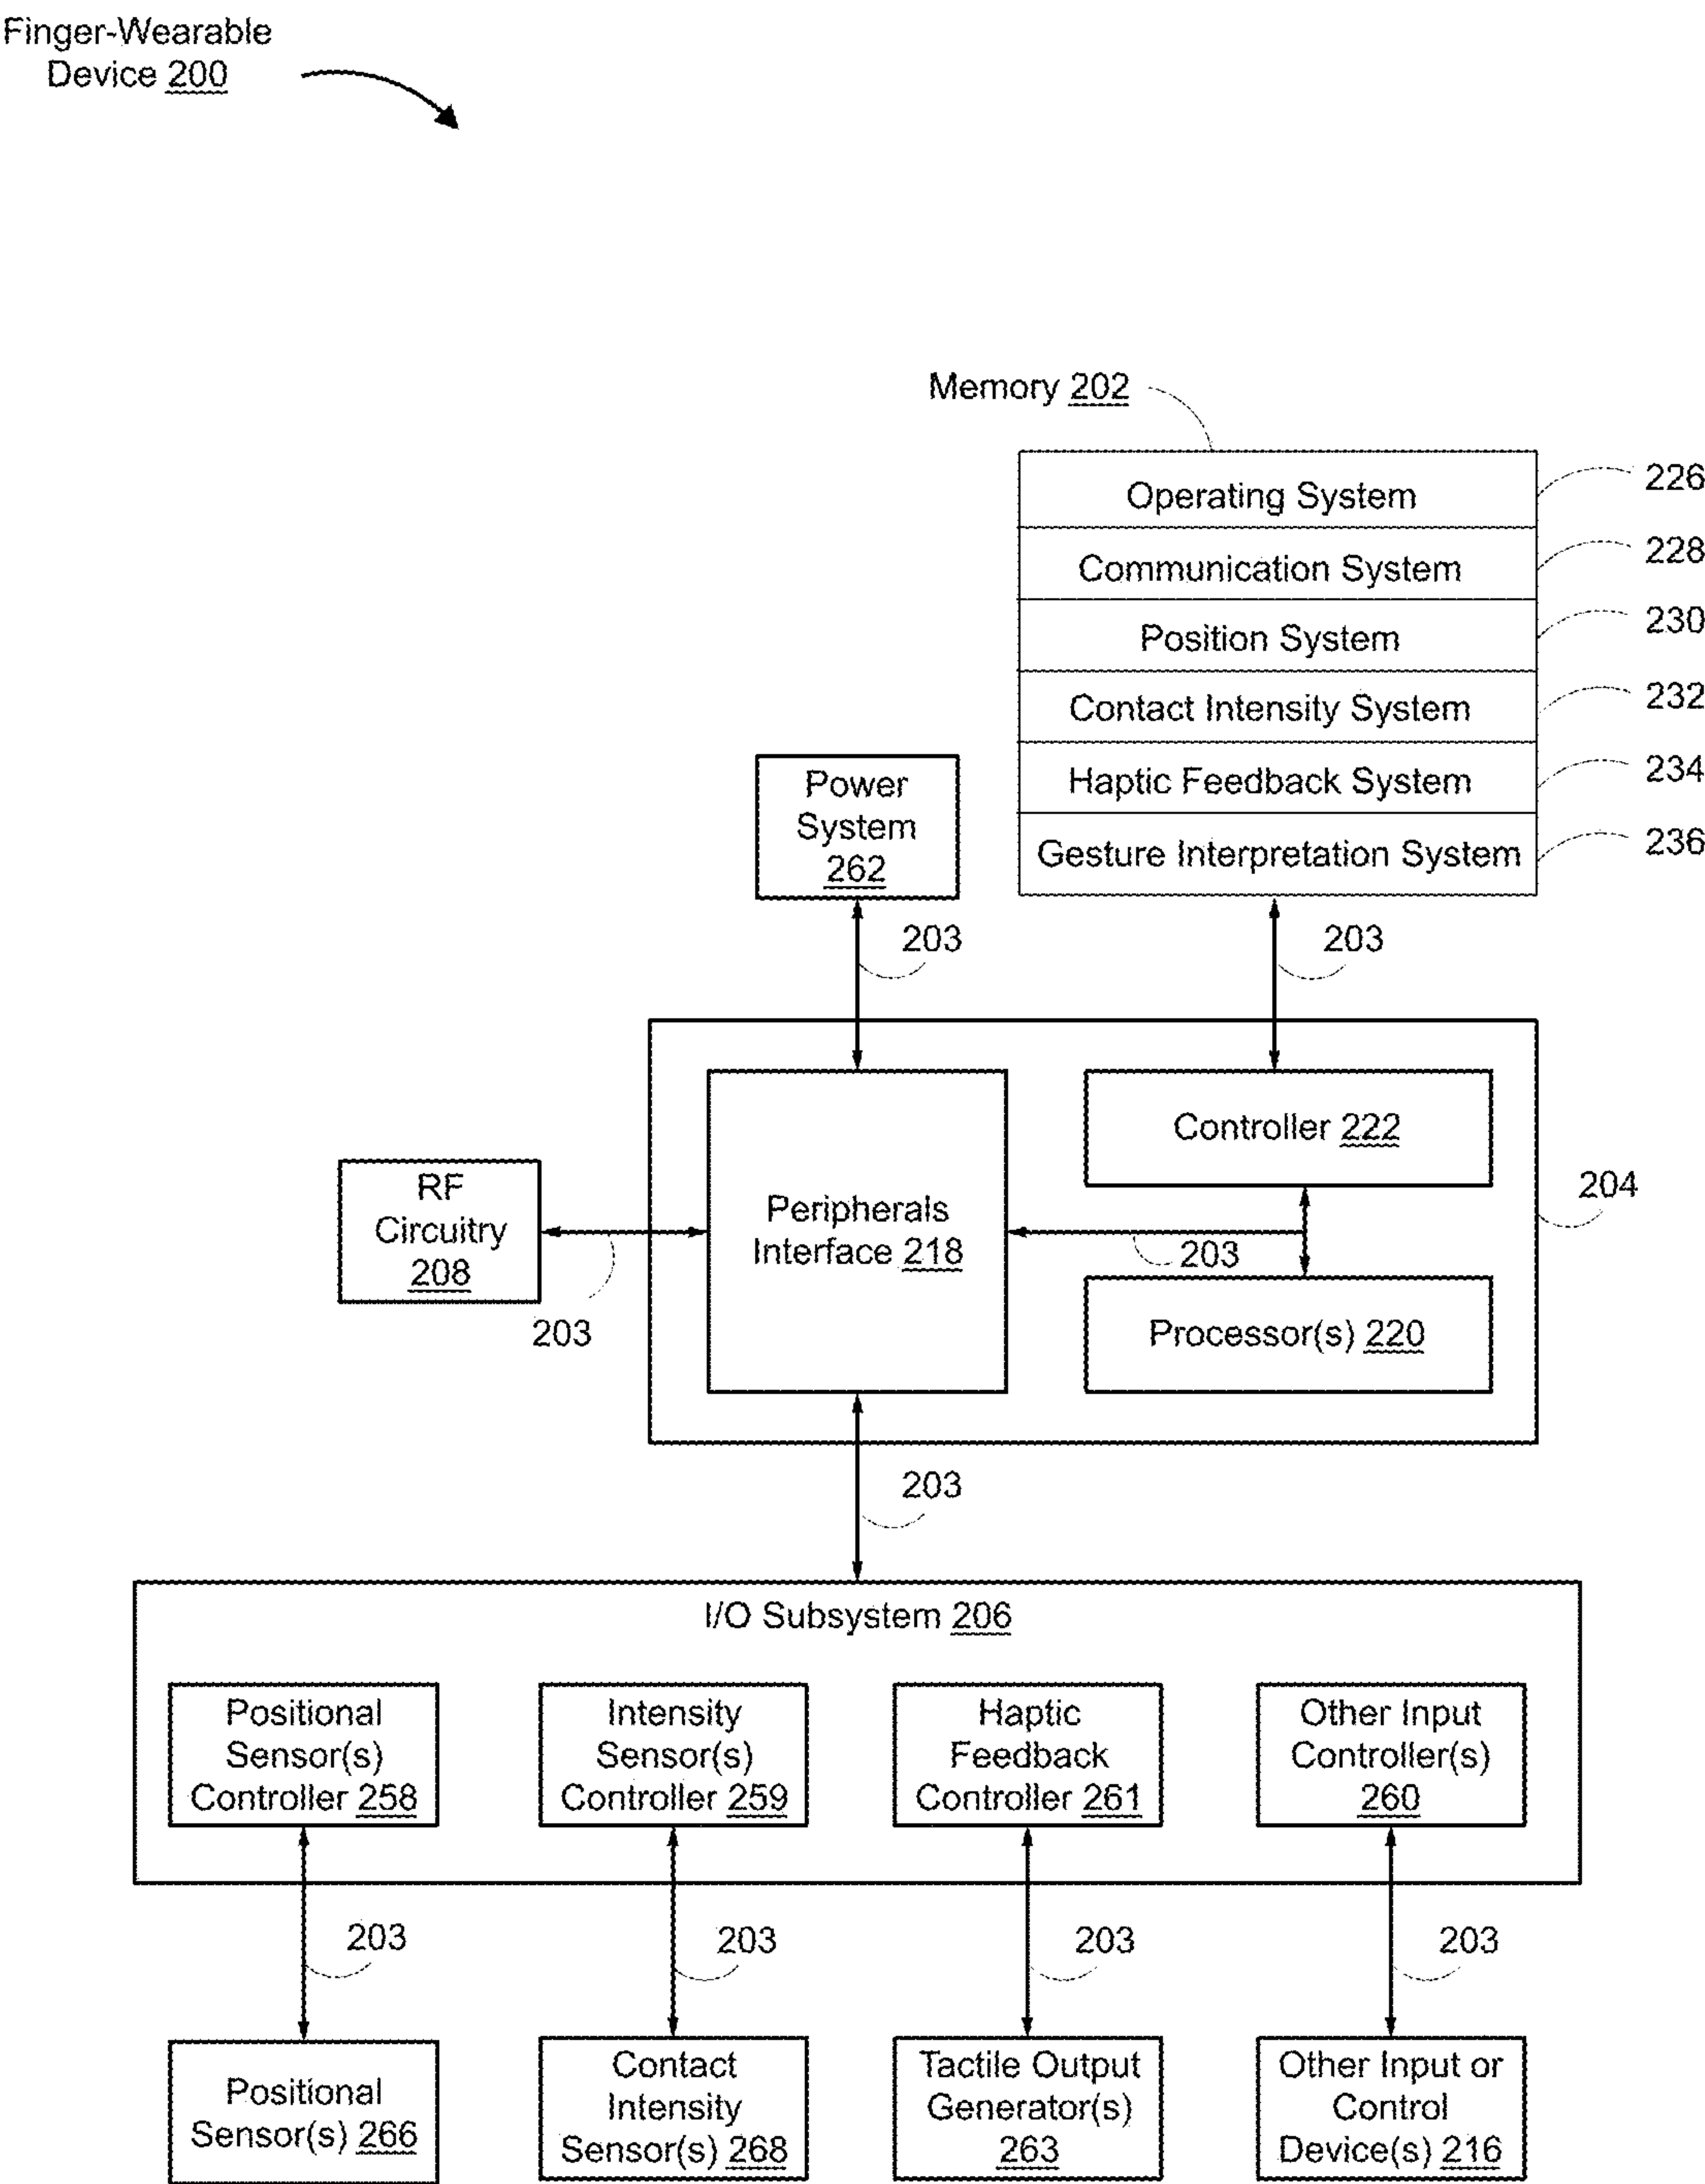 Finger-Wearable
Device 200
Memory 202
Operating System
226
Communication System
228
Position System
230
Contact Intensity System
232
Haptic Feedback System
234
Gesture Interpretation System
236
Power
System
262
203
203
Controller 222
204
RF
Circuitry
208
203
Peripherals
Interface 218
203
Processor(s) 220
203
I/O Subsystem 206
Positional
Sensor(s)
Controller 258
Intensity
Sensor(s)
Controller 259
Haptic
Feedback
Controller 261
Other Input
Controller(s)
260
203
203
203
203
Positional
Sensor(s) 266
Contact
Intensity
Sensor(s) 268
Tactile Output
Generator(s)
263
Other Input or
Control
Device(s) 216